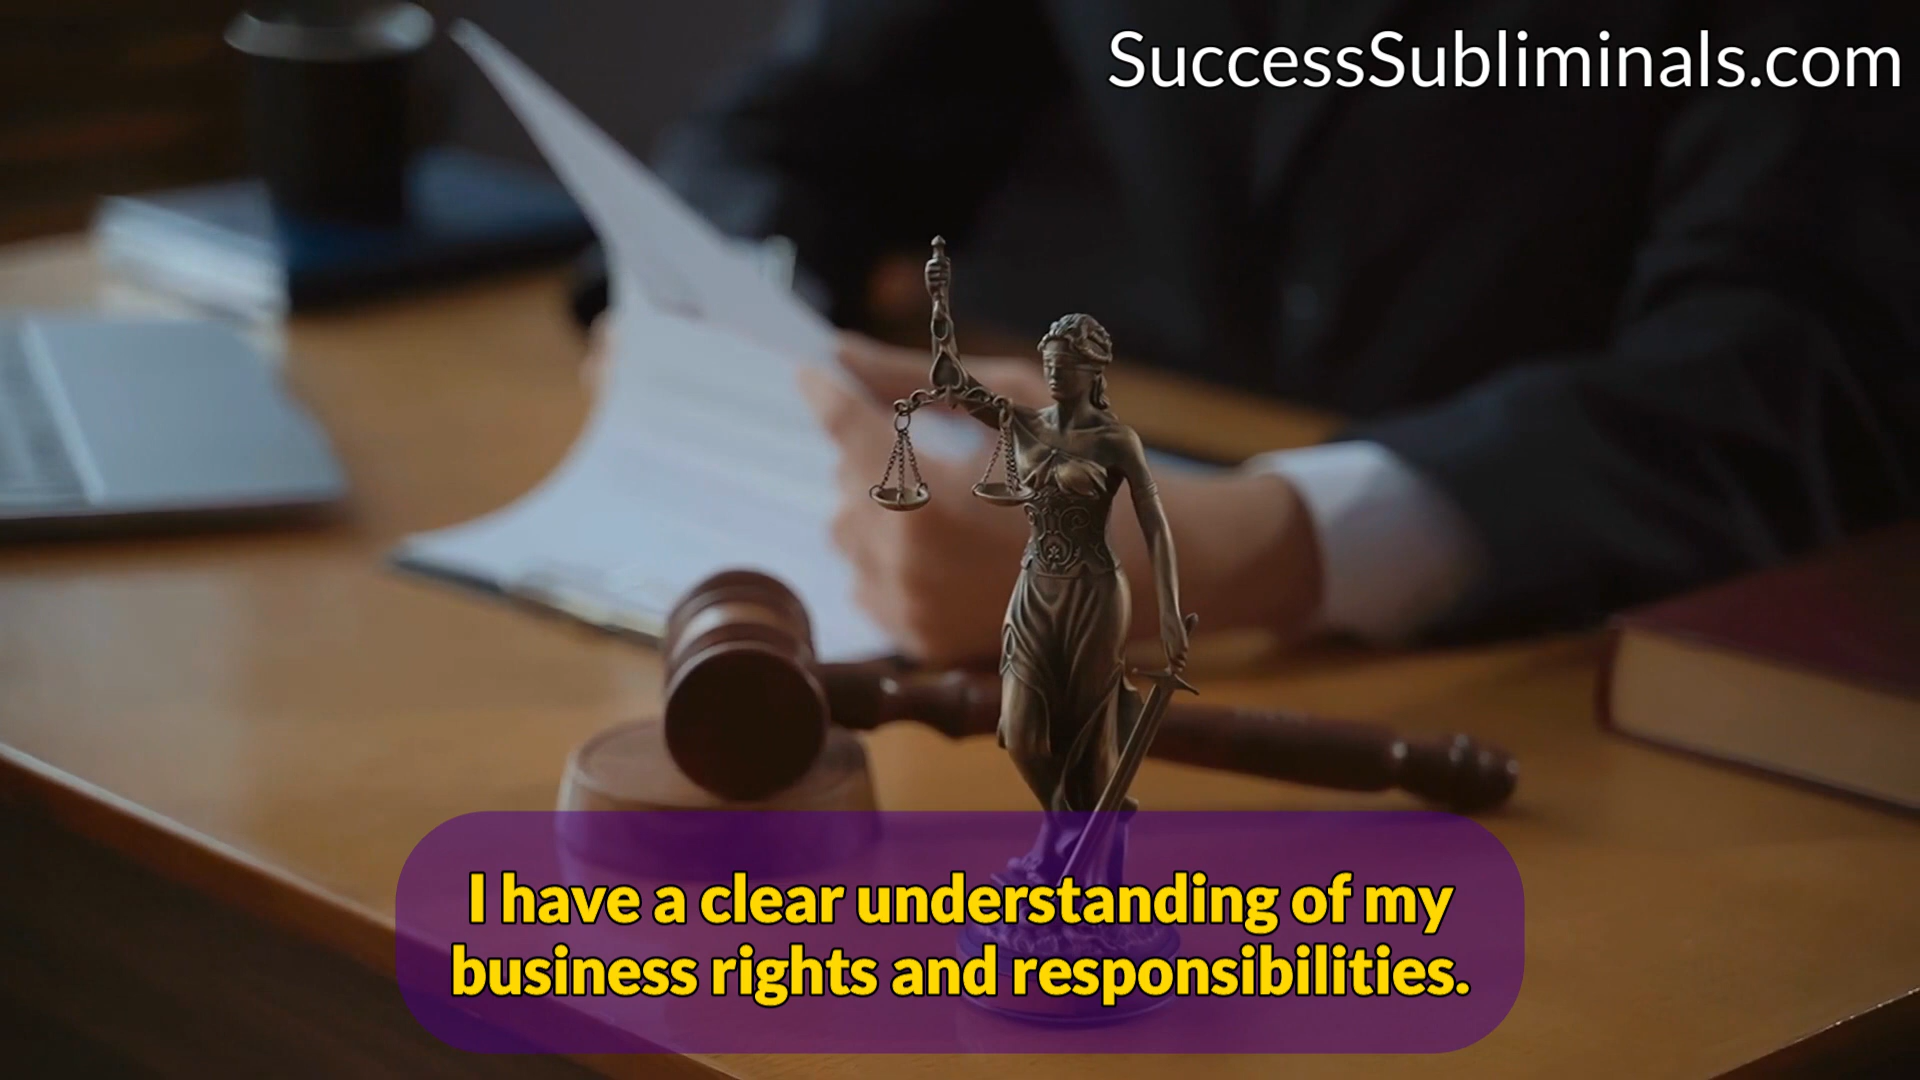 SuccessSubliminals.com
I have a clear understanding of my
business rights and responsibilities.